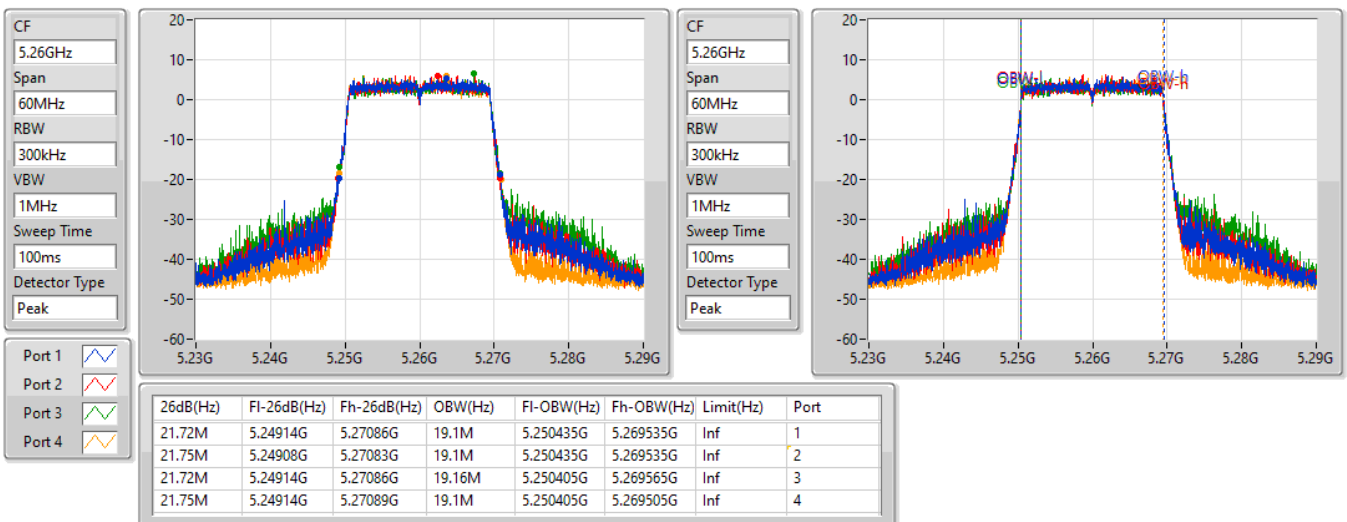 CF
5.26GHz
Span
60MHz
RBW
300kHz
VBW
1MHz
Sweep Time
100ms
Detector Type
Peak
20
10
0
-10
-20
-30
-40
-50
-60
5.23G 5.24G 5.25G 5.26G 5.27G 5.28G 5.29G
CF
5.26GHz
Span
60MHz
RBW
300kHz
VBW
1MHz
Sweep Time
100ms
Detector Type
Peak
20
10
0
-10
-20
-30
-40
-50
-60
OBW-l OBW-h
5.23G 5.24G 5.25G 5.26G 5.27G 5.28G 5.29G
Port 1
Port 2
Port 3
Port 4
26dB(Hz) Fl-26dB(Hz) Fh-26dB(Hz) OBW(Hz) Fl-OBW(Hz) Fh-OBW(Hz) Limit(Hz) Port
21.72M 5.24914G 5.27086G 19.1M 5.250435G 5.269535G Inf 1
21.75M 5.24908G 5.27083G 19.1M 5.250435G 5.269535G Inf 2
21.72M 5.24914G 5.27086G 19.16M 5.250405G 5.269565G Inf 3
21.75M 5.24914G 5.27089G 19.1M 5.250405G 5.269505G Inf 4